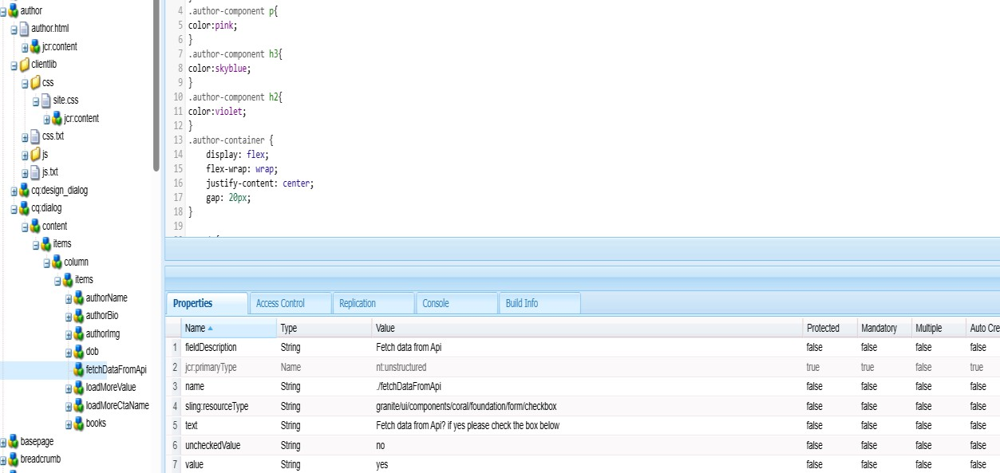 author
author.html
jcr:content
clientlib
css
site.css
jcr:content
css.txt
js
js.txt
cq:design_dialog
cq:dialog
content
items
column
items
authorName
authorBio
authorImg
dob
fetchDataFromApi
loadMoreValue
loadMoreCtaName
books
basepage
breadcrumb
4 .author-component p{
5 color:pink;
6 }
7 .author-component h3{
8 color:skyblue;
9 }
10 .author-component h2{
11 color:violet;
12 }
13 .author-container {
14 display: flex;
15 flex-wrap: wrap;
16 justify-content: center;
17 gap: 20px;
18 }
19
Properties Access Control Replication Console Build Info
Name Type Value Protected Mandatory Multiple Auto Cre
1 fieldDescription String Fetch data from Api false false false false
2 jcr:primaryType Name nt:unstructured true true false true
3 name String ./fetchDataFromApi false false false false
4 sling:resourceType String granite/ui/components/coral/foundation/form/checkbox false false false false
5 text String Fetch data from Api? if yes please check the box below false false false false
6 uncheckedValue String no false false false false
7 value String yes false false false false